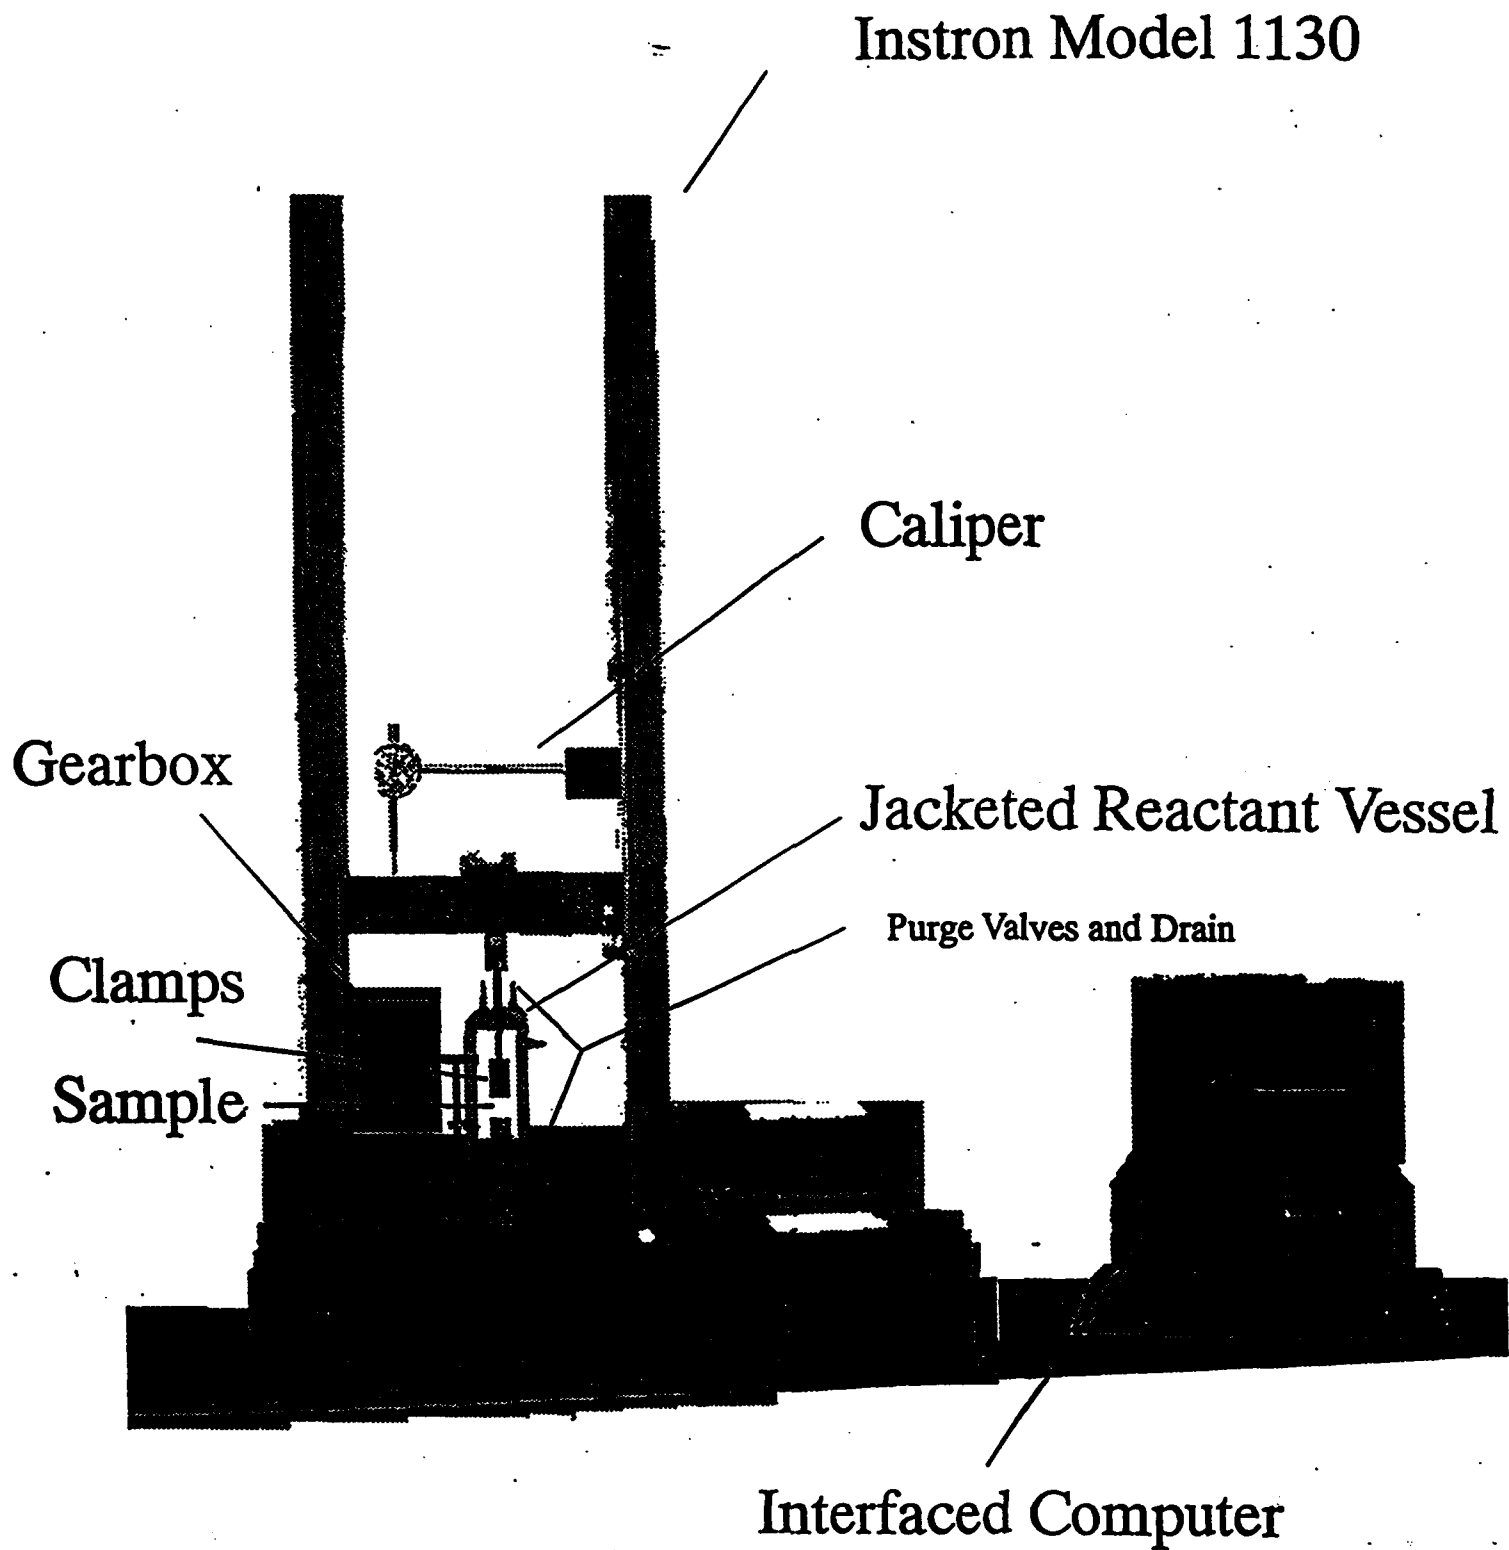 Instron Model 1130
Caliper
Gearbox
Jacketed Reactant Vessel
Purge Valves and Drain
Clamps
Sample
Interfaced Computer